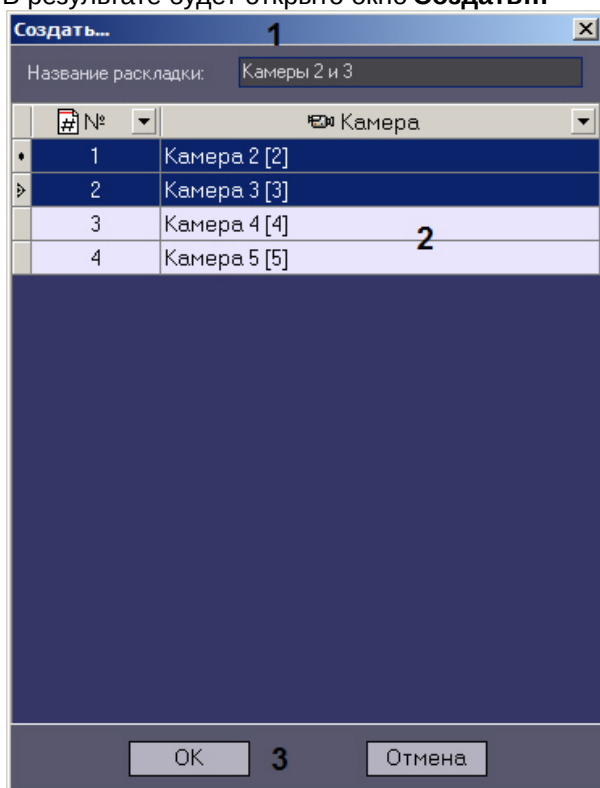 В результате будет открыто окно Создать...
Создать... 1
Название раскладки: Камеры 2 и 3
# № Камера
1 Камера 2 [2]
2 Камера 3 [3]
3 Камера 4 [4]
2
4 Камера 5 [5]
ОК 3 Отмена